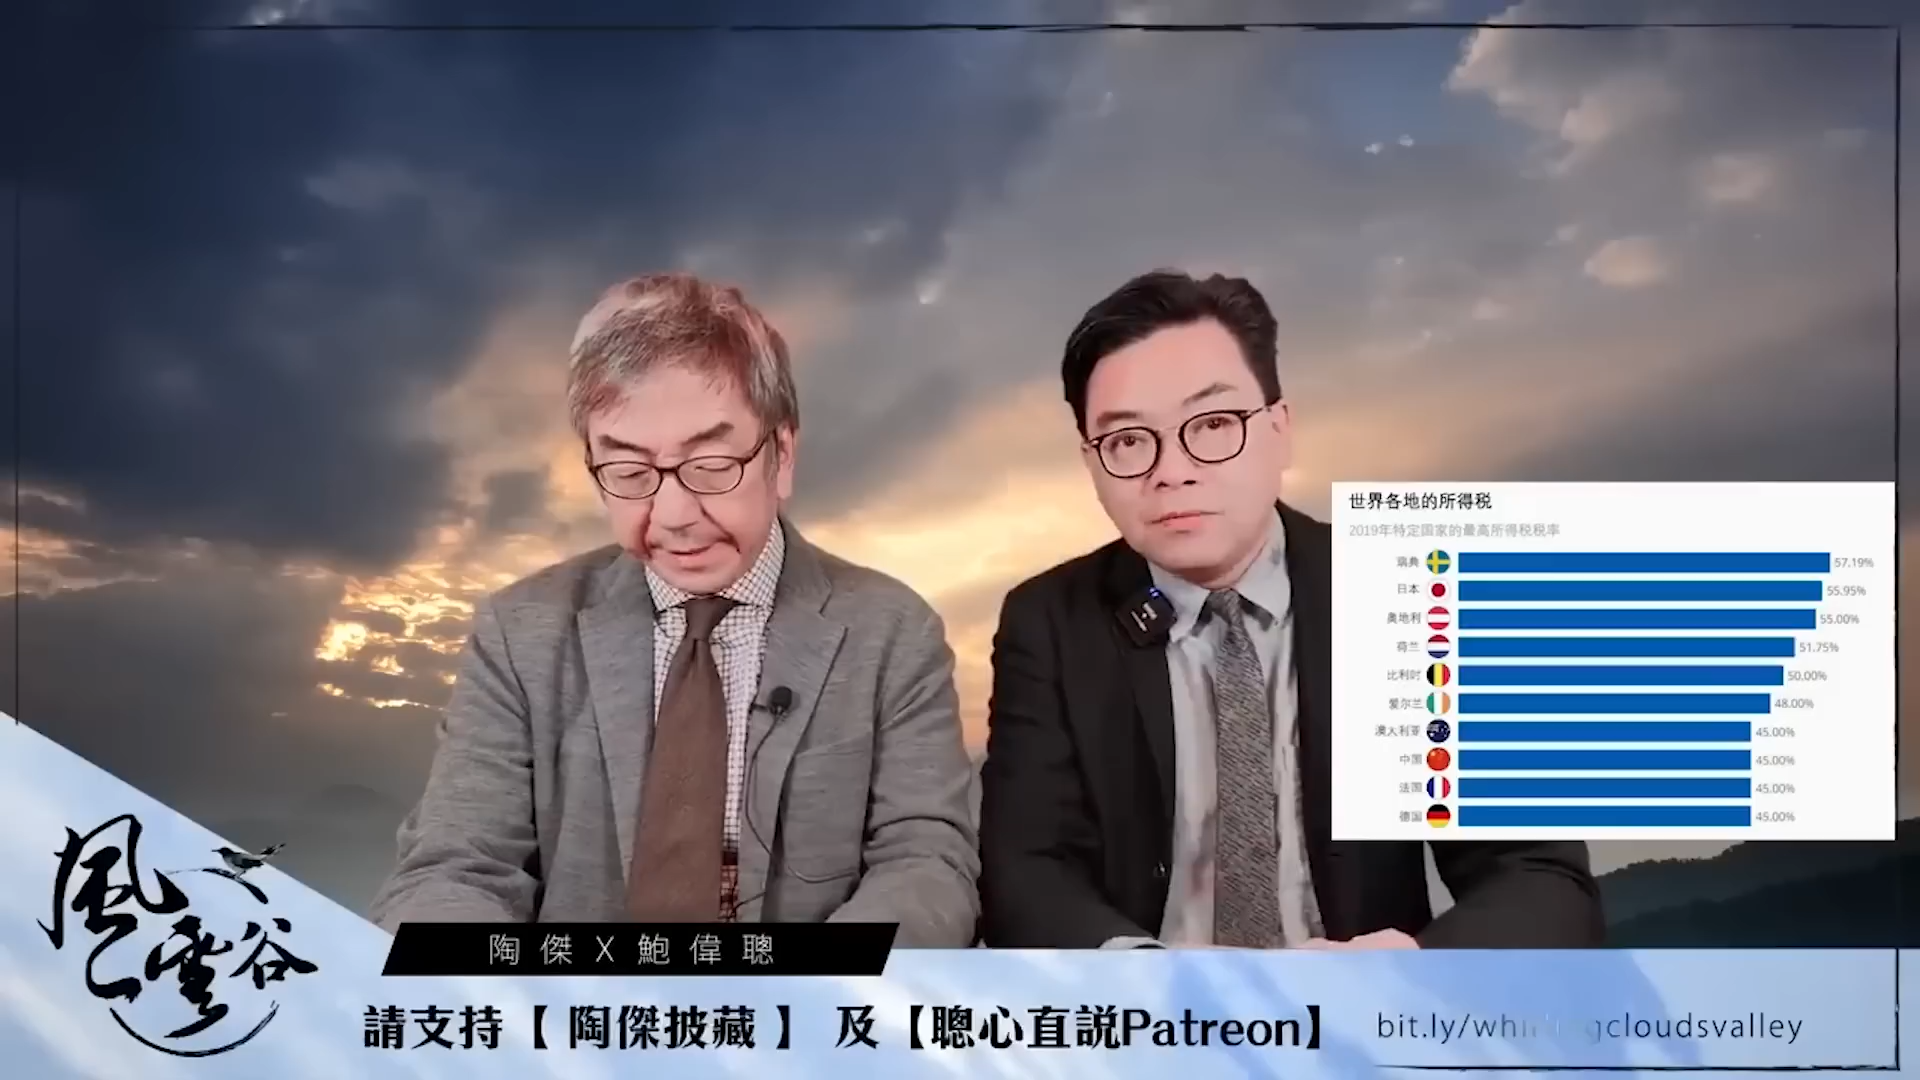 世界各地的所得税
2019年特定国家的最高所得税税率
瑞典 57.19%
日本 55.95%
奥地利 55.00%
荷兰 51.75%
比利时 50.00%
爱尔兰 48.00%
澳大利亚 45.00%
中国 45.00%
法国 45.00%
德国 45.00%
風雲谷
陶傑X鮑偉聰
請支持【陶傑披藏】 及【聰心直説Patreon】